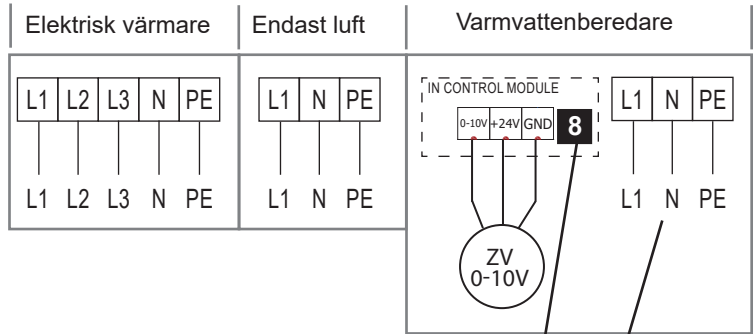 Elektrisk värmare
Endast luft
Varmvattenberedare
L1 L2 L3 N PE
L1 L2 L3 N PE
L1 N PE
L1 N PE
IN CONTROL MODULE
0-10V +24V GND 8
ZV
0-10V
L1 N PE
L1 N PE